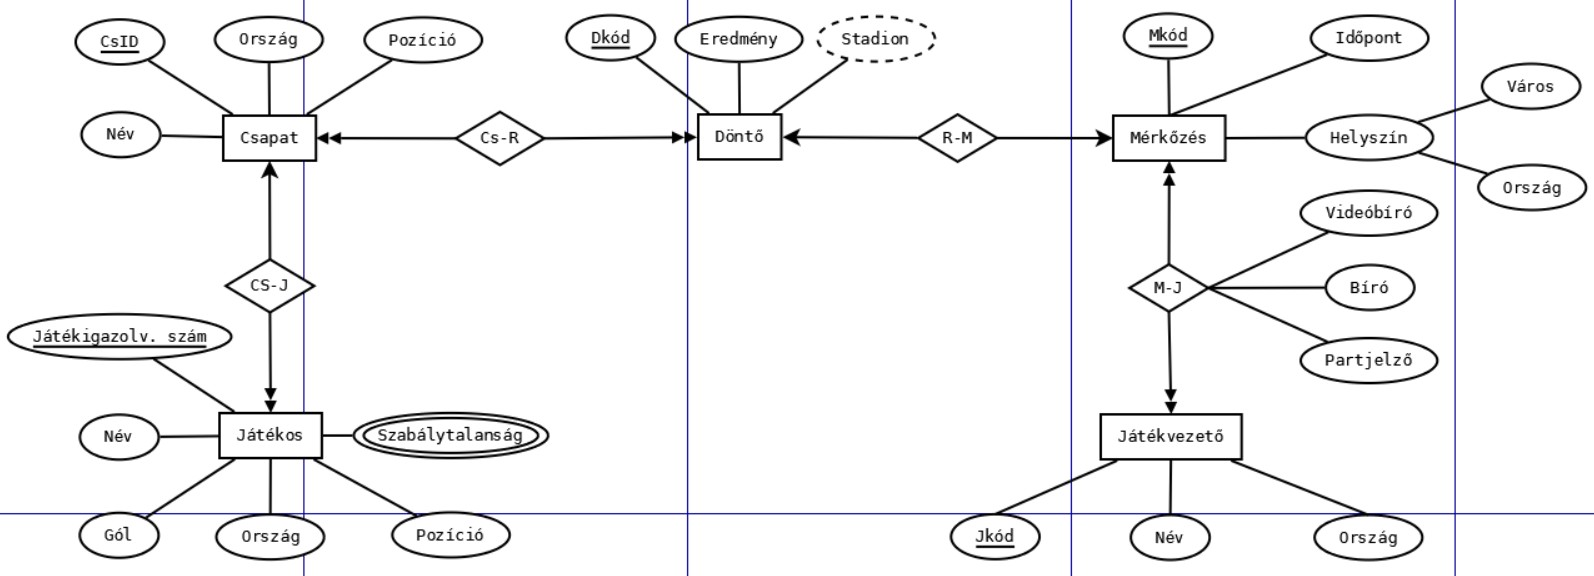 CsID
Ország
Pozíció
Dkód
Eredmény
Stadion
Mkód
Időpont
Város
Név
Csapat
Cs-R
Döntő
R-M
Mérkőzés
Helyszín
Ország
Videóbíró
CS-J
M-J
Bíró
Játékigazolv. szám
Partjelző
Név
Játékos
Szabálytalanság
Játékvezető
Gól
Ország
Pozíció
Jkód
Név
Ország